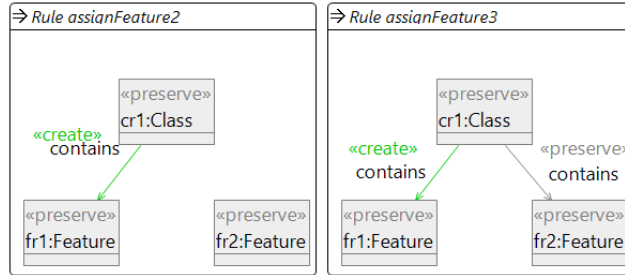 Rule assignFeature2
«preserve»
cr1:Class
«create»
contains
«preserve»
fr1:Feature
«preserve»
fr2:Feature
Rule assignFeature3
«preserve»
cr1:Class
«create»
contains
«preserve»
contains
«preserve»
fr1:Feature
«preserve»
fr2:Feature